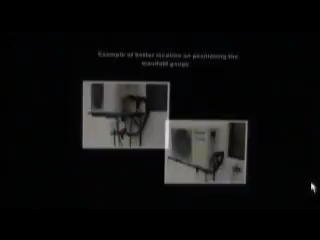 Example of better location on positioning the
manifold gauge